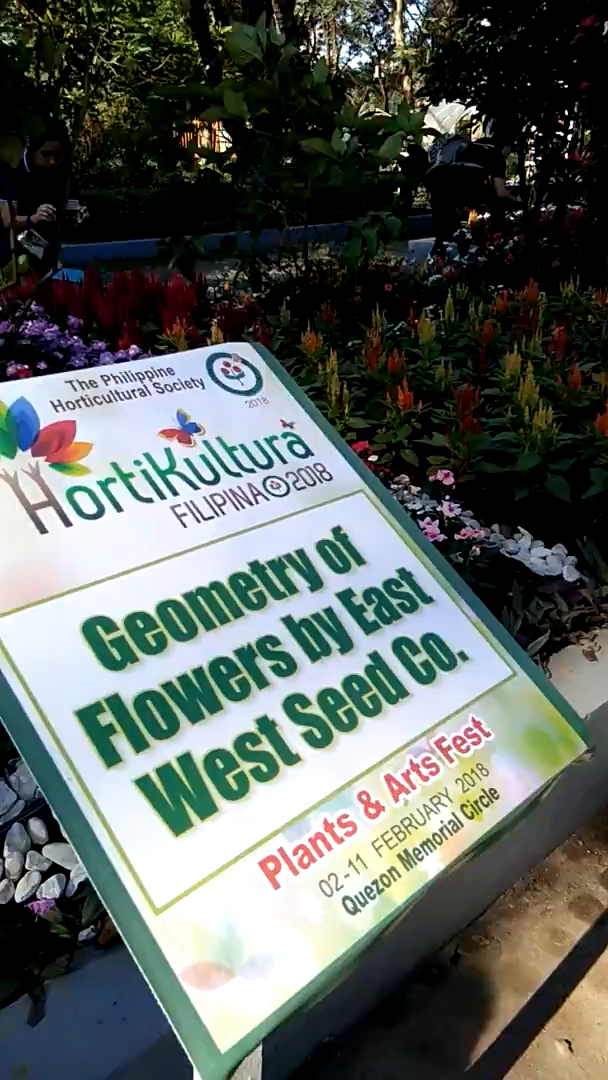 The Philippine
Horticultural Society
2018
HortiKultura
FILIPINA 2018
Geometry of
Flowers by East
West Seed Co.
Plants & Arts Fest
02-11 FEBRUARY 2018
Quezon Memorial Circle